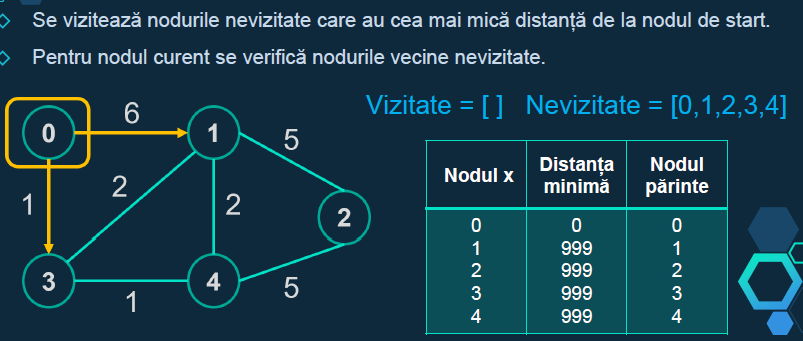 Se vizitează nodurile nevizitate care au cea mai mică distanță de la nodul de start.
Pentru nodul curent se verifică nodurile vecine nevizitate.
Vizitate = [ ] Nevizitate = [0,1,2,3,4]
6
0
1
5
2
1
2
2
3
4
1
5
Nodul x Distanța minimă Nodul părinte
0 0 0
1 999 1
2 999 2
3 999 3
4 999 4